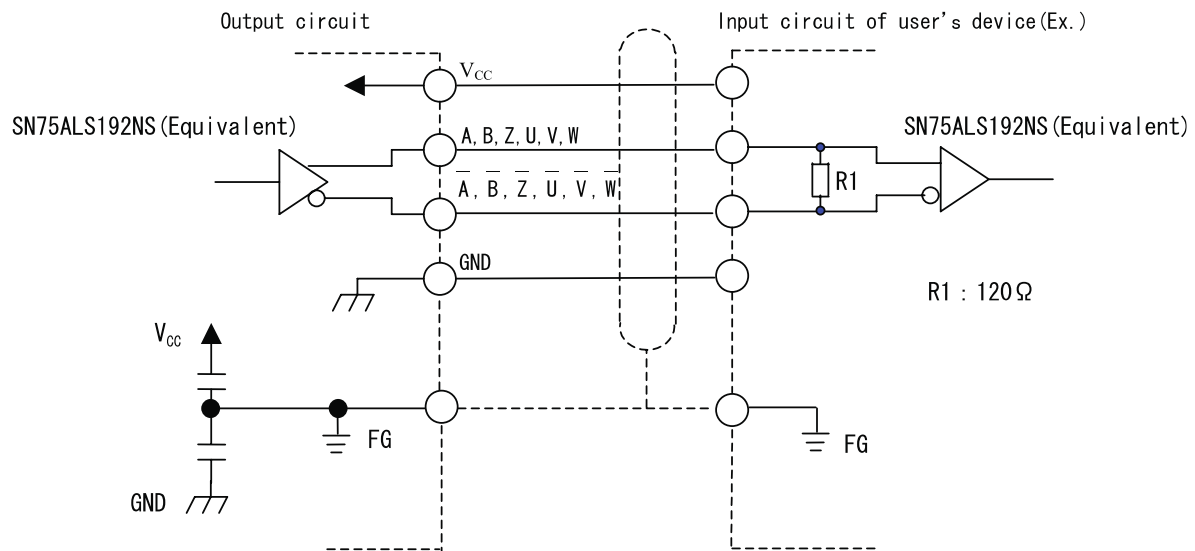 Output circuit
Input circuit of user's device(Ex.)
VCC
SN75ALS192NS(Equivalent)
SN75ALS192NS(Equivalent)
A, B, Z, U, V, W
A̅, B̅, Z̅, U̅, V̅, W̅
R1
GND
R1 : 120Ω
VCC
FG
FG
GND